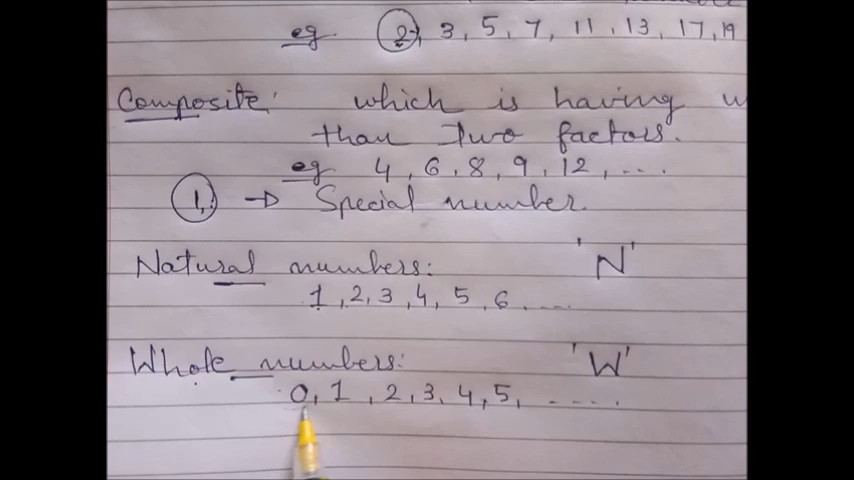 eg. 2, 3, 5, 7, 11, 13, 17, 19
Composite: which is having
than Two factors.
eg 4, 6, 8, 9, 12, ....
1, → Special number.
Natural numbers: 'N'
1, 2, 3, 4, 5, 6, ....
Whole numbers: 'W'
0, 1, 2, 3, 4, 5, .....